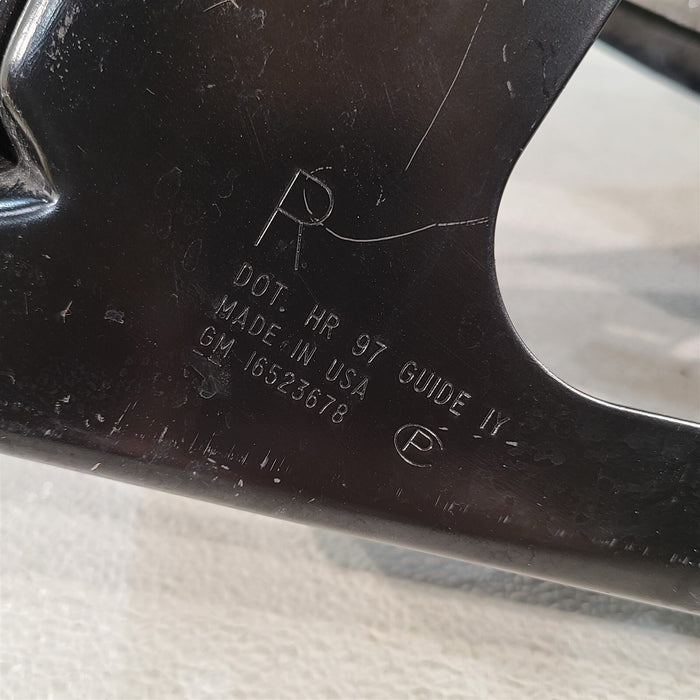 R
DOT. HR 97 GUIDE IY
MADE IN USA
GM 16523678
P